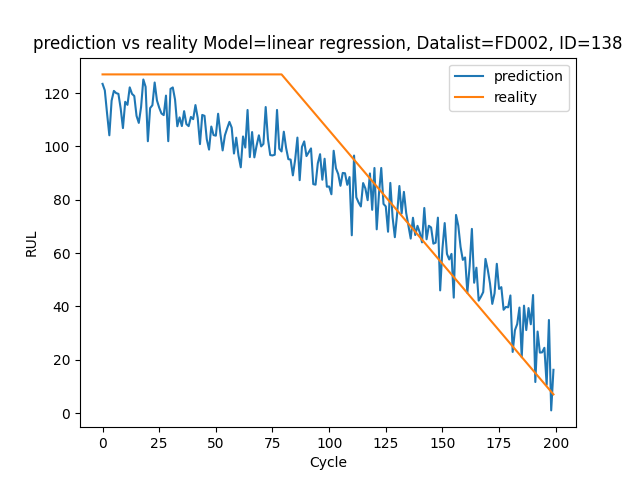 prediction vs reality Model=linear regression, Datalist=FD002, ID=138
prediction
reality
120
100
80
60
40
20
0
RUL
0 25 50 75 100 125 150 175 200
Cycle